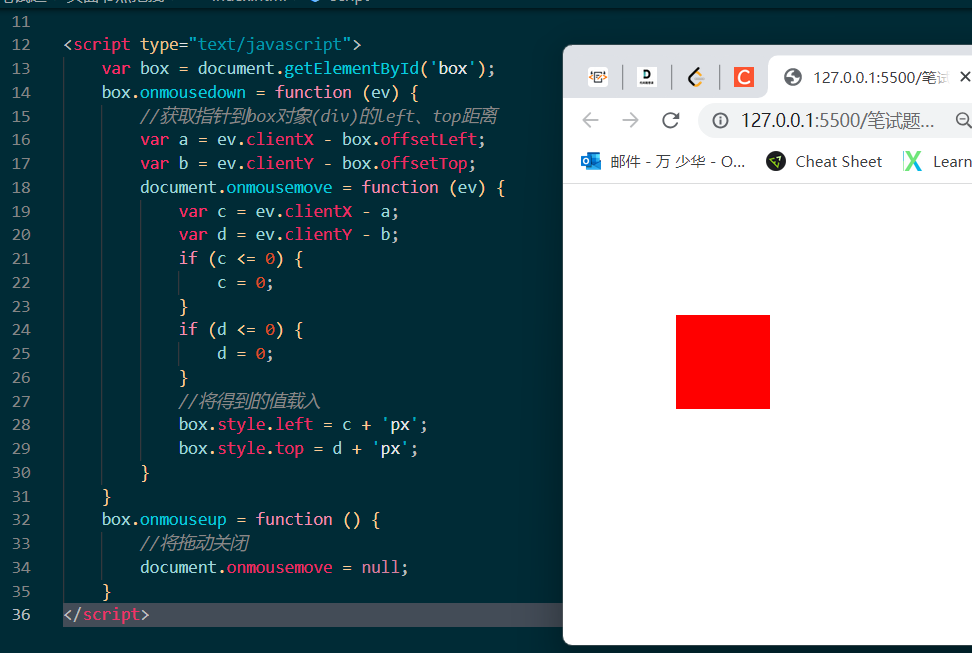 11
12 <script type="text/javascript">
13 var box = document.getElementById('box');
14 box.onmousedown = function (ev) {
15 //获取指针到box对象(div)的left、top距离
16 var a = ev.clientX - box.offsetLeft;
17 var b = ev.clientY - box.offsetTop;
18 document.onmousemove = function (ev) {
19 var c = ev.clientX - a;
20 var d = ev.clientY - b;
21 if (c <= 0) {
22 c = 0;
23 }
24 if (d <= 0) {
25 d = 0;
26 }
27 //将得到的值载入
28 box.style.left = c + 'px';
29 box.style.top = d + 'px';
30 }
31 }
32 box.onmouseup = function () {
33 //将拖动关闭
34 document.onmousemove = null;
35 }
36 </script>
127.0.0.1:5500/笔试
127.0.0.1:5500/笔试题...
邮件 - 万 少华 - O... Cheat Sheet Learn